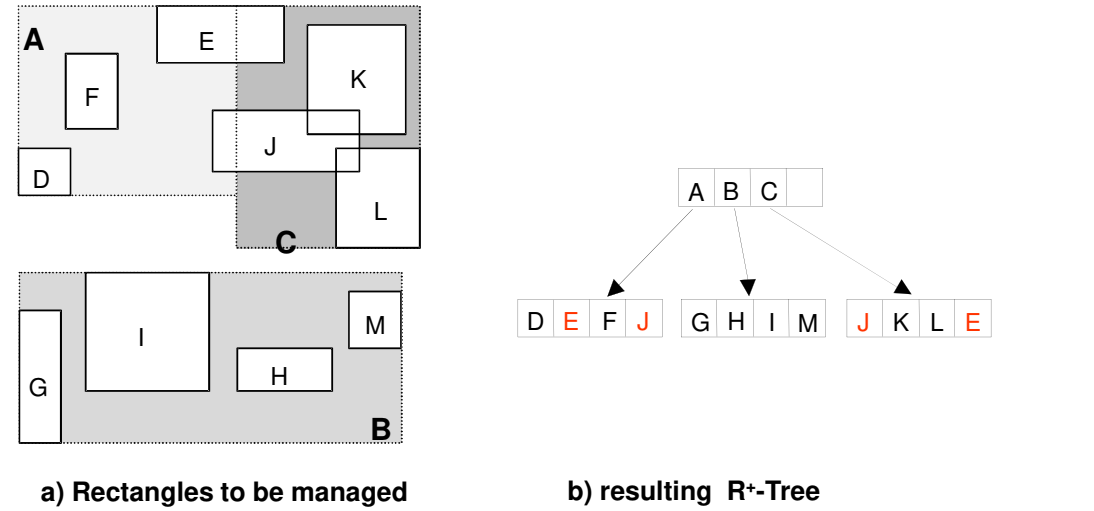 A
E
F
K
J
D
L
C
I
M
H
G
B
a) Rectangles to be managed
A B C
D E F J
G H I M
J K L E
b) resulting R⁺-Tree